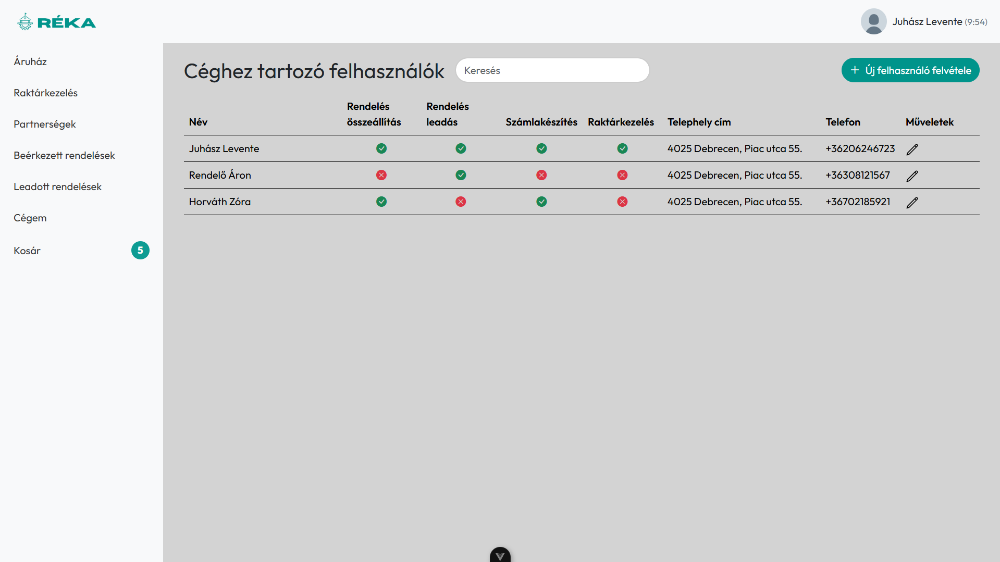 RÉKA
Juhász Levente (9:54)
Áruház
Raktárkezelés
Partnerségek
Beérkezett rendelések
Leadott rendelések
Cégem
Kosár 5
Céghez tartozó felhasználók
Keresés
+ Új felhasználó felvétele
Név Rendelés összeállítás Rendelés leadás Számlakészítés Raktárkezelés Telephely cím Telefon Műveletek
Juhász Levente 4025 Debrecen, Piac utca 55. +36206246723
Rendelő Áron 4025 Debrecen, Piac utca 55. +36308121567
Horváth Zóra 4025 Debrecen, Piac utca 55. +36702185921